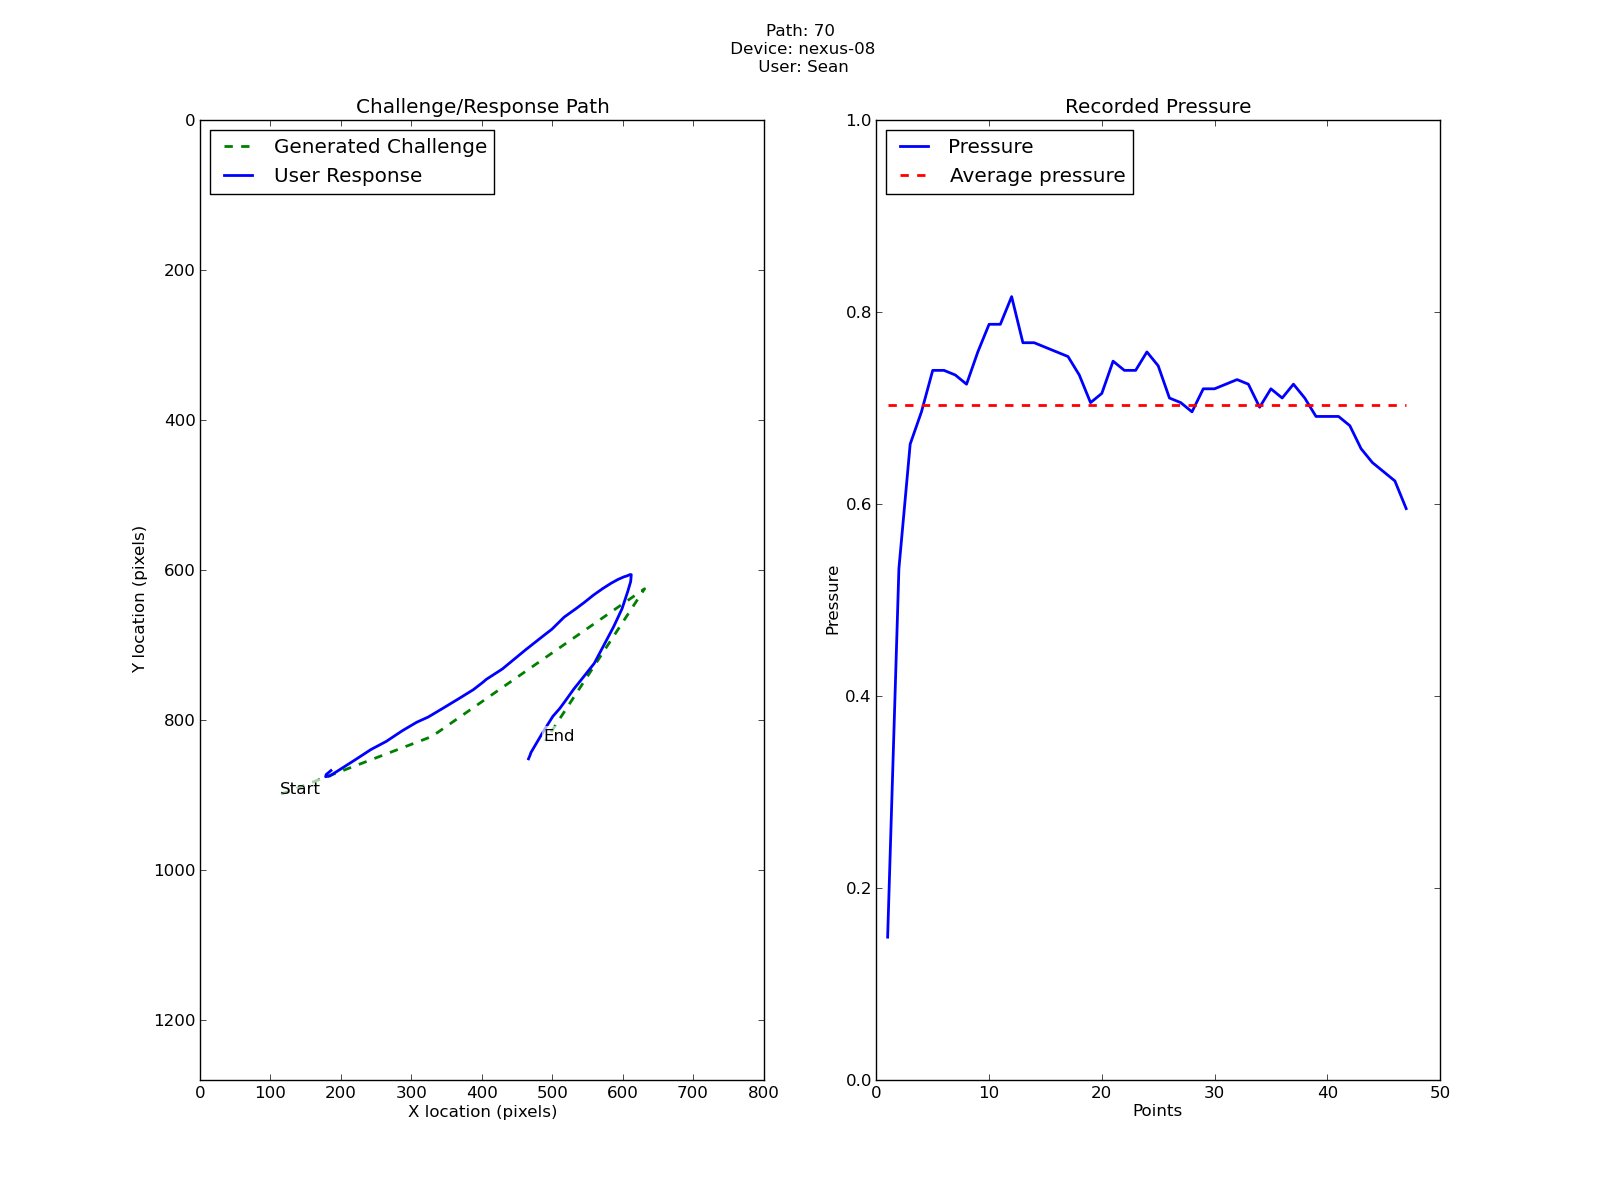 Path: 70
Device: nexus-08
User: Sean
Challenge/Response Path
Generated Challenge
User Response
0
200
400
600
800
1000
1200
Y location (pixels)
Start
End
0 100 200 300 400 500 600 700 800
X location (pixels)
Recorded Pressure
Pressure
Average pressure
1.0
0.8
0.6
0.4
0.2
0.0
Pressure
0 10 20 30 40 50
Points